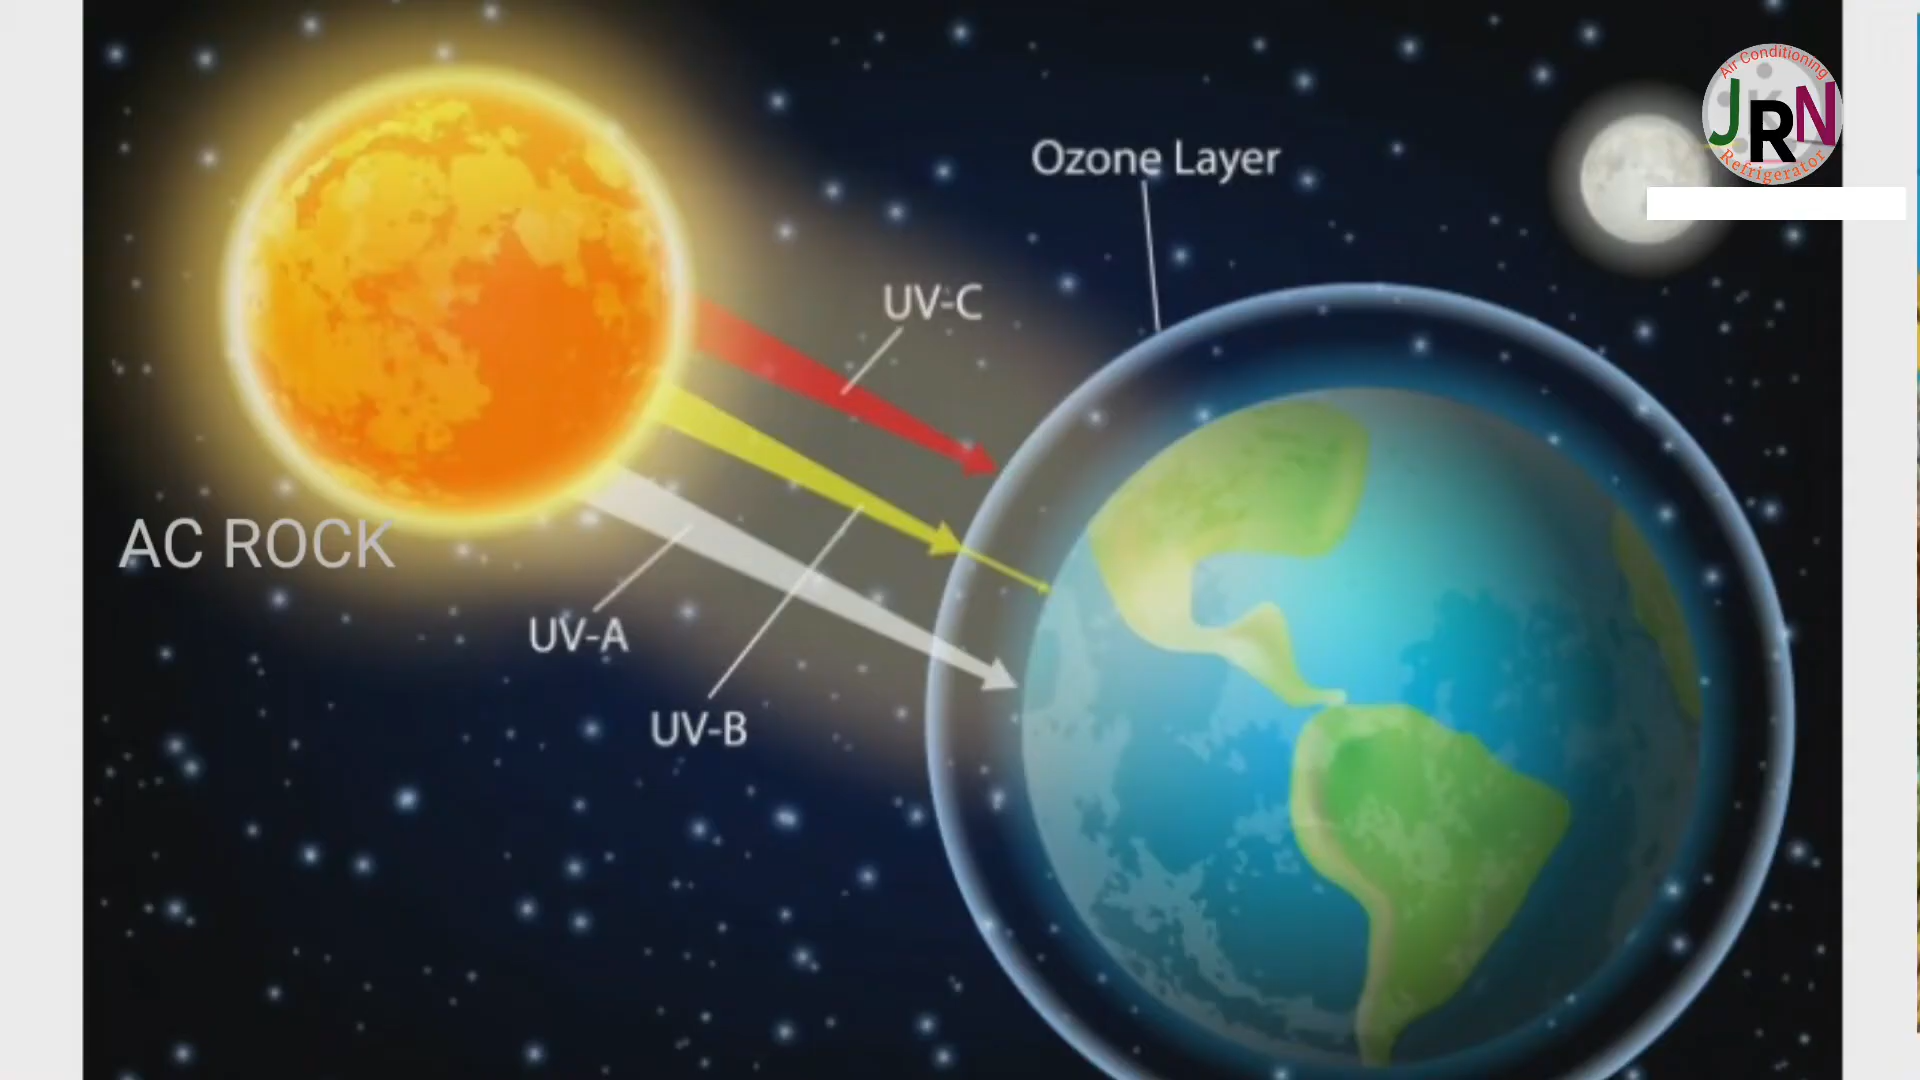 Air Conditioning
JRN
Refrigerator
Ozone Layer
UV-C
AC ROCK
UV-A
UV-B